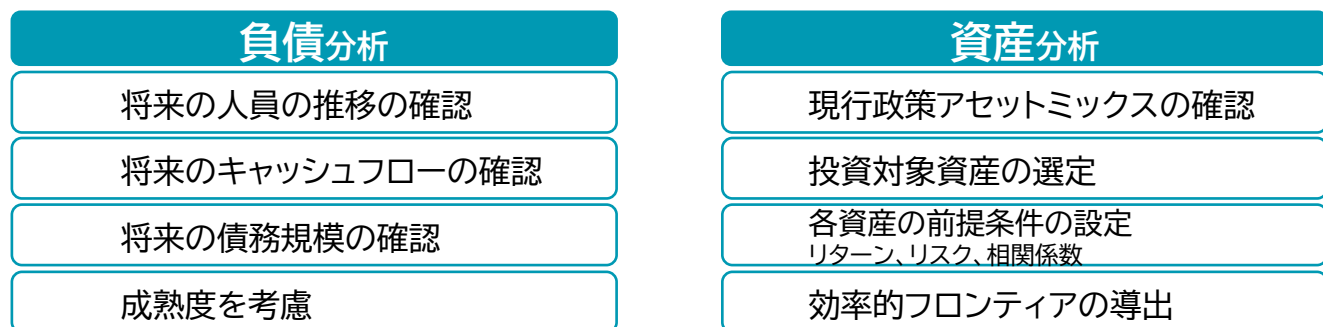 負債分析
将来の人員の推移の確認
将来のキャッシュフローの確認
将来の債務規模の確認
成熟度を考慮
資産分析
現行政策アセットミックスの確認
投資対象資産の選定
各資産の前提条件の設定
リターン、リスク、相関係数
効率的フロンティアの導出